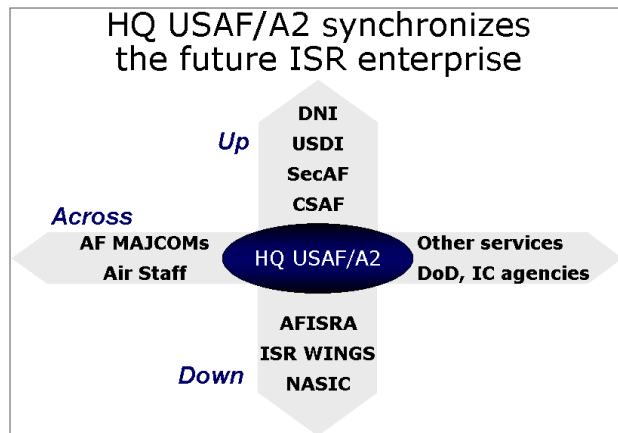 HQ USAF/A2 synchronizes
the future ISR enterprise
Up
DNI
USDI
SecAF
CSAF
Across
AF MAJCOMs
Air Staff
HQ USAF/A2
Other services
DoD, IC agencies
Down
AFISRA
ISR WINGS
NASIC